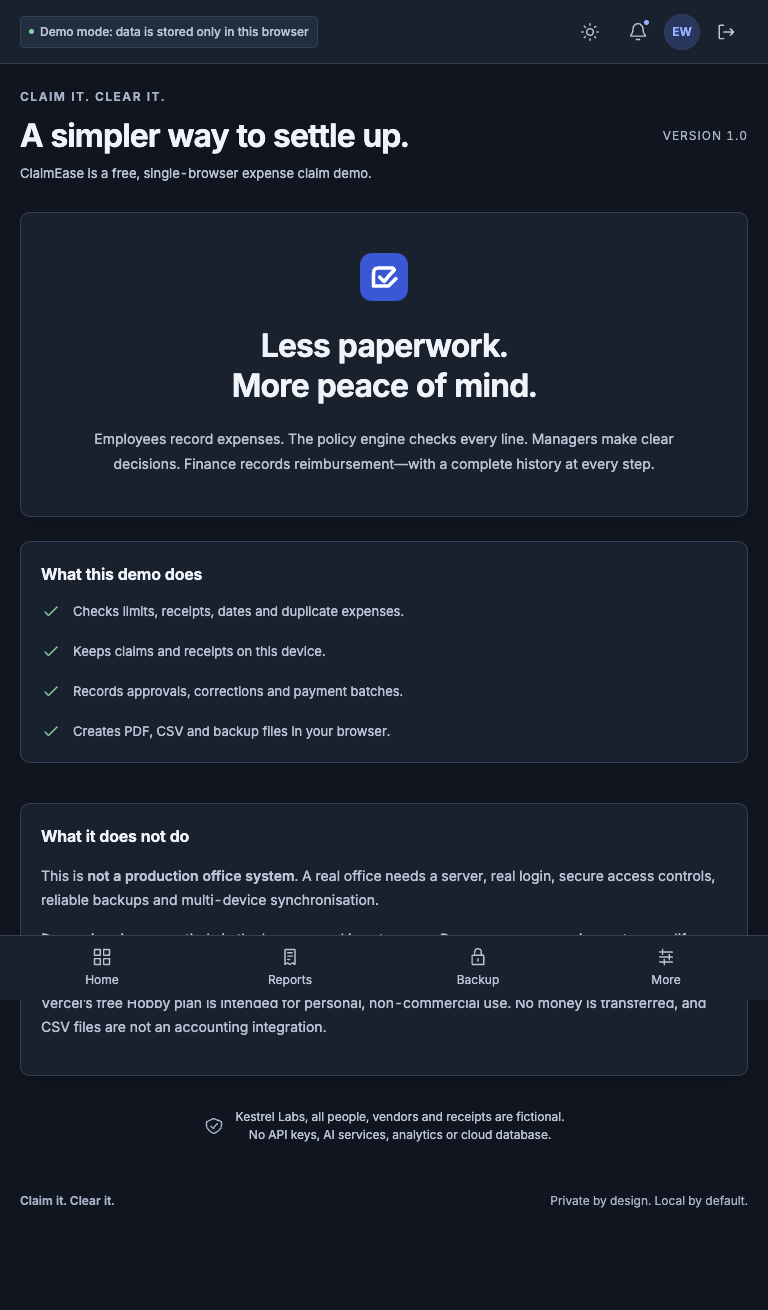 Demo mode: data is stored only in this browser
EW
CLAIM IT. CLEAR IT.
A simpler way to settle up.
VERSION 1.0
ClaimEase is a free, single-browser expense claim demo.
Less paperwork.
More peace of mind.
Employees record expenses. The policy engine checks every line. Managers make clear
decisions. Finance records reimbursement—with a complete history at every step.
What this demo does
Checks limits, receipts, dates and duplicate expenses.
Keeps claims and receipts on this device.
Records approvals, corrections and payment batches.
Creates PDF, CSV and backup files in your browser.
What it does not do
This is not a production office system. A real office needs a server, real login, secure access controls,
reliable backups and multi-device synchronisation.
Home
Reports
Backup
More
Vercel's free Hobby plan is intended for personal, non-commercial use. No money is transferred, and
CSV files are not an accounting integration.
Kestrel Labs, all people, vendors and receipts are fictional.
No API keys, AI services, analytics or cloud database.
Claim it. Clear it.
Private by design. Local by default.